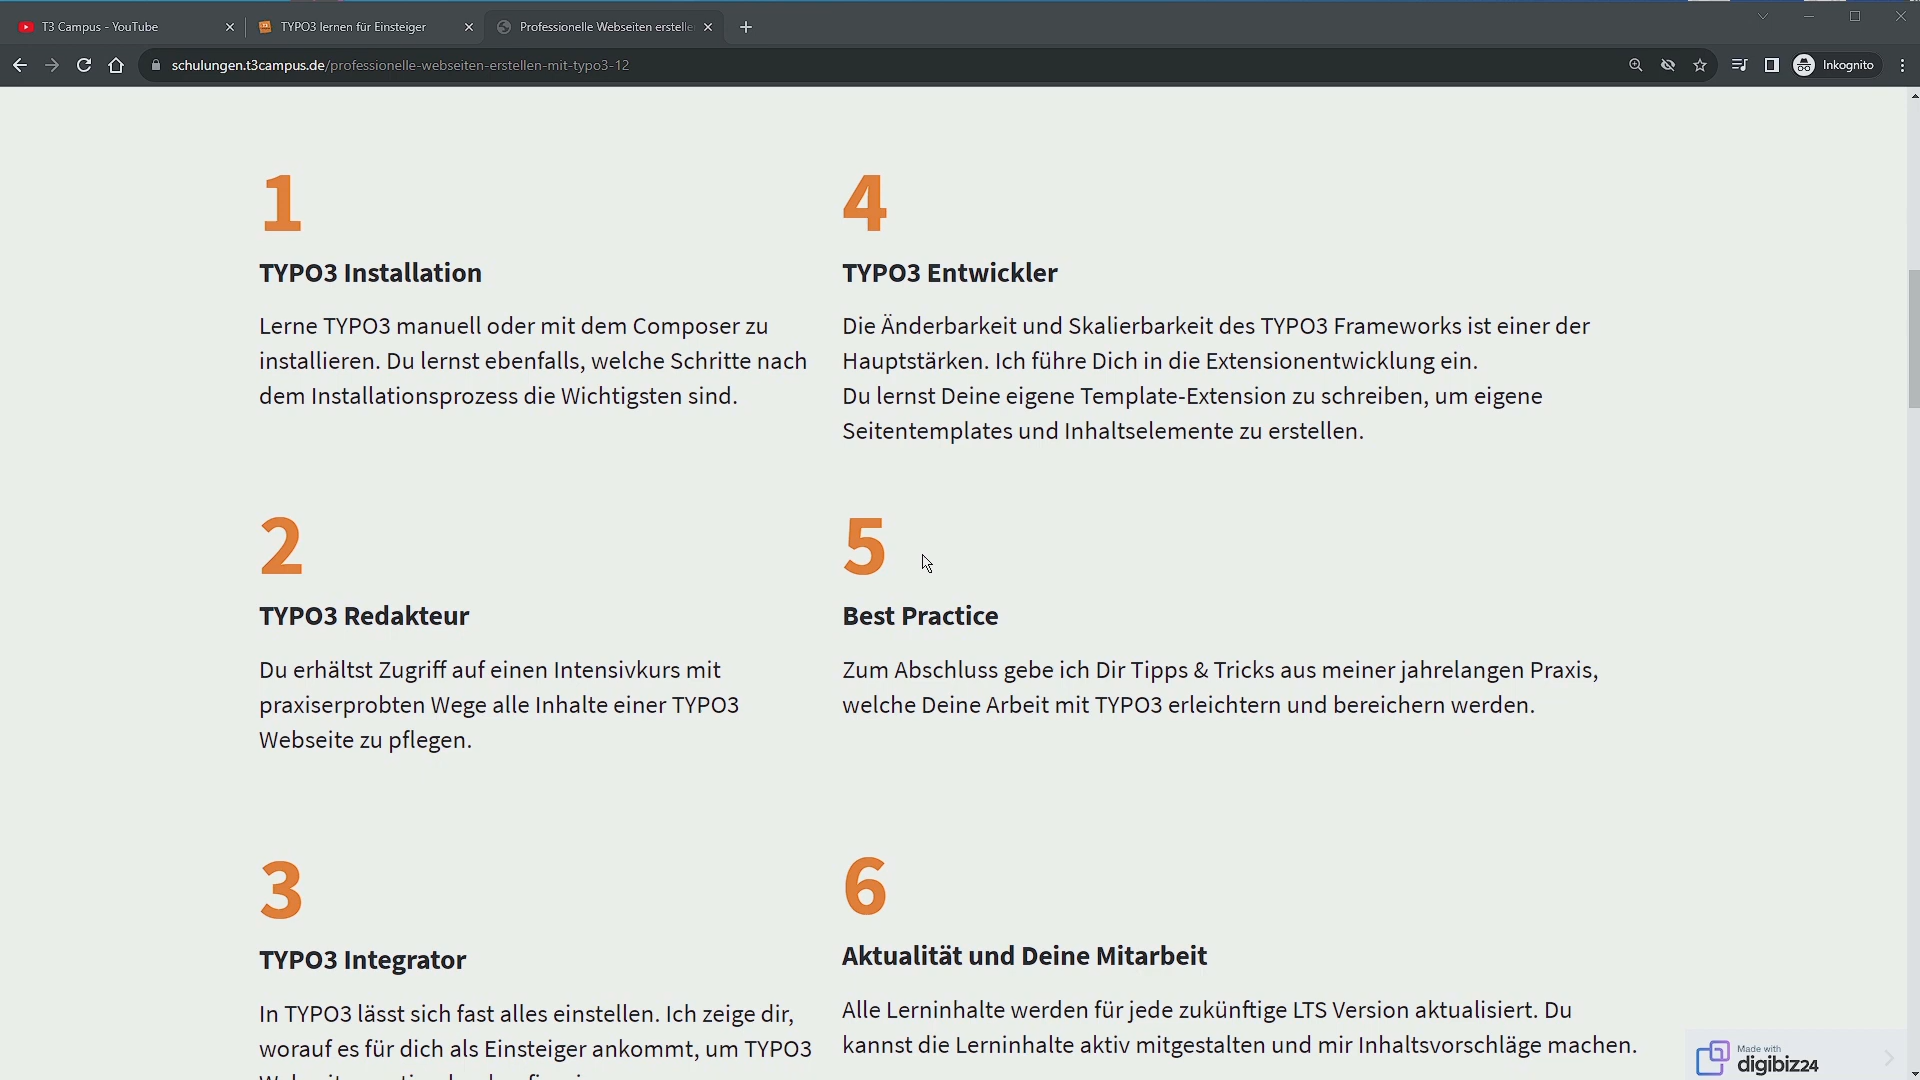 T3 Campus - YouTube
TYPO3 lernen für Einsteiger
Professionelle Webseiten erstelle
schulungen.t3campus.de/professionelle-webseiten-erstellen-mit-typo3-12
Inkognito
1
TYPO3 Installation
Lerne TYPO3 manuell oder mit dem Composer zu
installieren. Du lernst ebenfalls, welche Schritte nach
dem Installationsprozess die Wichtigsten sind.
2
TYPO3 Redakteur
Du erhältst Zugriff auf einen Intensivkurs mit
praxiserprobten Wege alle Inhalte einer TYPO3
Webseite zu pflegen.
3
TYPO3 Integrator
In TYPO3 lässt sich fast alles einstellen. Ich zeige dir,
worauf es für dich als Einsteiger ankommt, um TYPO3
4
TYPO3 Entwickler
Die Änderbarkeit und Skalierbarkeit des TYPO3 Frameworks ist einer der
Hauptstärken. Ich führe Dich in die Extensionentwicklung ein.
Du lernst Deine eigene Template-Extension zu schreiben, um eigene
Seitentemplates und Inhaltselemente zu erstellen.
5
Best Practice
Zum Abschluss gebe ich Dir Tipps & Tricks aus meiner jahrelangen Praxis,
welche Deine Arbeit mit TYPO3 erleichtern und bereichern werden.
6
Aktualität und Deine Mitarbeit
Alle Lerninhalte werden für jede zukünftige LTS Version aktualisiert. Du
kannst die Lerninhalte aktiv mitgestalten und mir Inhaltsvorschläge machen.
Made with
digibiz24